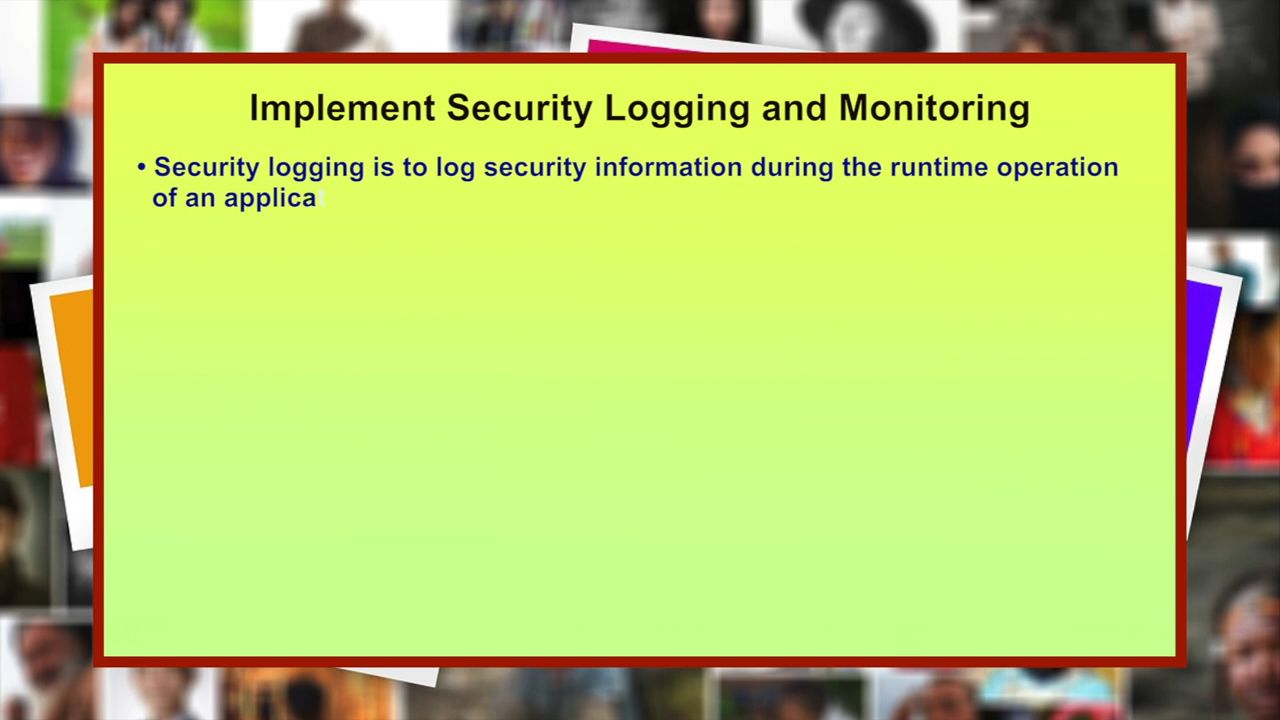 Implement Security Logging and Monitoring
• Security logging is to log security information during the runtime operation
of an applica